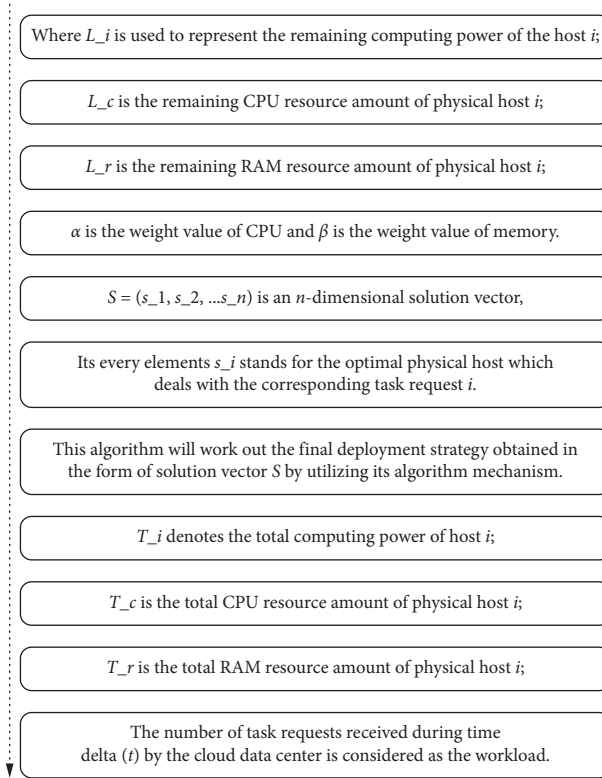 Where L_i is used to represent the remaining computing power of the host i;
L_c is the remaining CPU resource amount of physical host i;
L_r is the remaining RAM resource amount of physical host i;
α is the weight value of CPU and β is the weight value of memory.
S = (s_1, s_2, ...s_n) is an n-dimensional solution vector,
Its every elements s_i stands for the optimal physical host which
deals with the corresponding task request i.
This algorithm will work out the final deployment strategy obtained in
the form of solution vector S by utilizing its algorithm mechanism.
T_i denotes the total computing power of host i;
T_c is the total CPU resource amount of physical host i;
T_r is the total RAM resource amount of physical host i;
The number of task requests received during time
delta (t) by the cloud data center is considered as the workload.